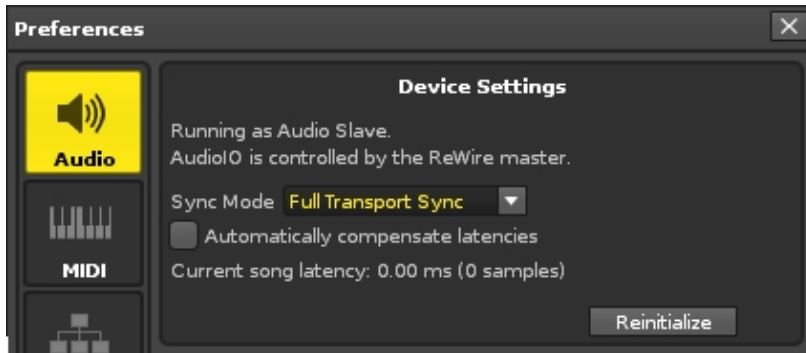 Preferences
Audio
MIDI
Device Settings
Running as Audio Slave.
AudioIO is controlled by the ReWire master.
Sync Mode Full Transport Sync
Automatically compensate latencies
Current song latency: 0.00 ms (0 samples)
Reinitialize